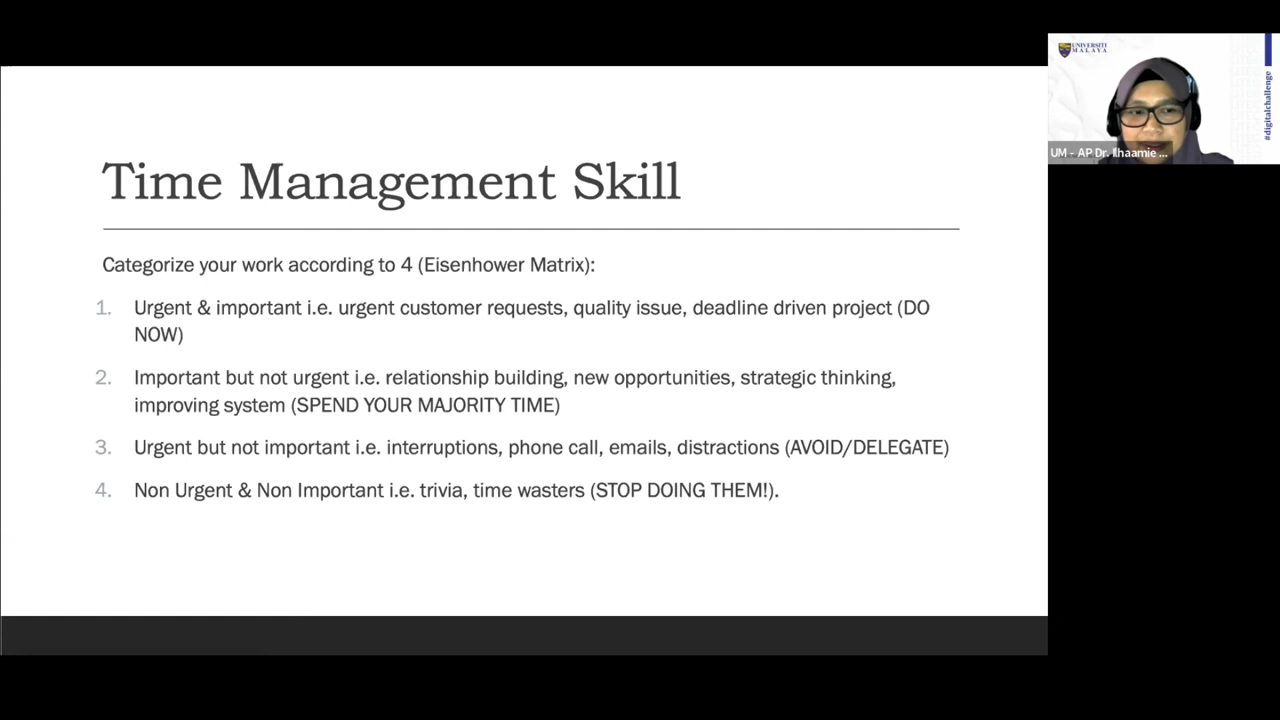 Time Management Skill
Categorize your work according to 4 (Eisenhower Matrix):
1. Urgent & important i.e. urgent customer requests, quality issue, deadline driven project (DO
NOW)
2. Important but not urgent i.e. relationship building, new opportunities, strategic thinking,
improving system (SPEND YOUR MAJORITY TIME)
3. Urgent but not important i.e. interruptions, phone call, emails, distractions (AVOID/DELEGATE)
4. Non Urgent & Non Important i.e. trivia, time wasters (STOP DOING THEM!).
UNIVERSITI
MALAYA
#digitalchallenge
UM - AP Dr. Ilhaamie ...